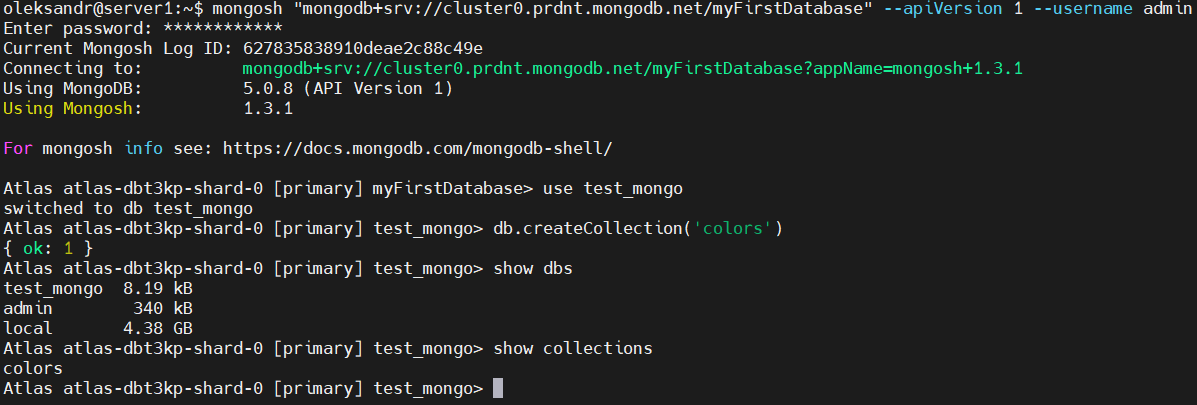 oleksandr@server1:~$ mongosh "mongodb+srv://cluster0.prdnt.mongodb.net/myFirstDatabase" --apiVersion 1 --username admin
Enter password: ************
Current Mongosh Log ID: 627835838910deae2c88c49e
Connecting to:          mongodb+srv://cluster0.prdnt.mongodb.net/myFirstDatabase?appName=mongosh+1.3.1
Using MongoDB:          5.0.8 (API Version 1)
Using Mongosh:          1.3.1
For mongosh info see: https://docs.mongodb.com/mongodb-shell/
Atlas atlas-dbt3kp-shard-0 [primary] myFirstDatabase> use test_mongo
switched to db test_mongo
Atlas atlas-dbt3kp-shard-0 [primary] test_mongo> db.createCollection('colors')
{ ok: 1 }
Atlas atlas-dbt3kp-shard-0 [primary] test_mongo> show dbs
test_mongo  8.19 kB
admin        340 kB
local       4.38 GB
Atlas atlas-dbt3kp-shard-0 [primary] test_mongo> show collections
colors
Atlas atlas-dbt3kp-shard-0 [primary] test_mongo>